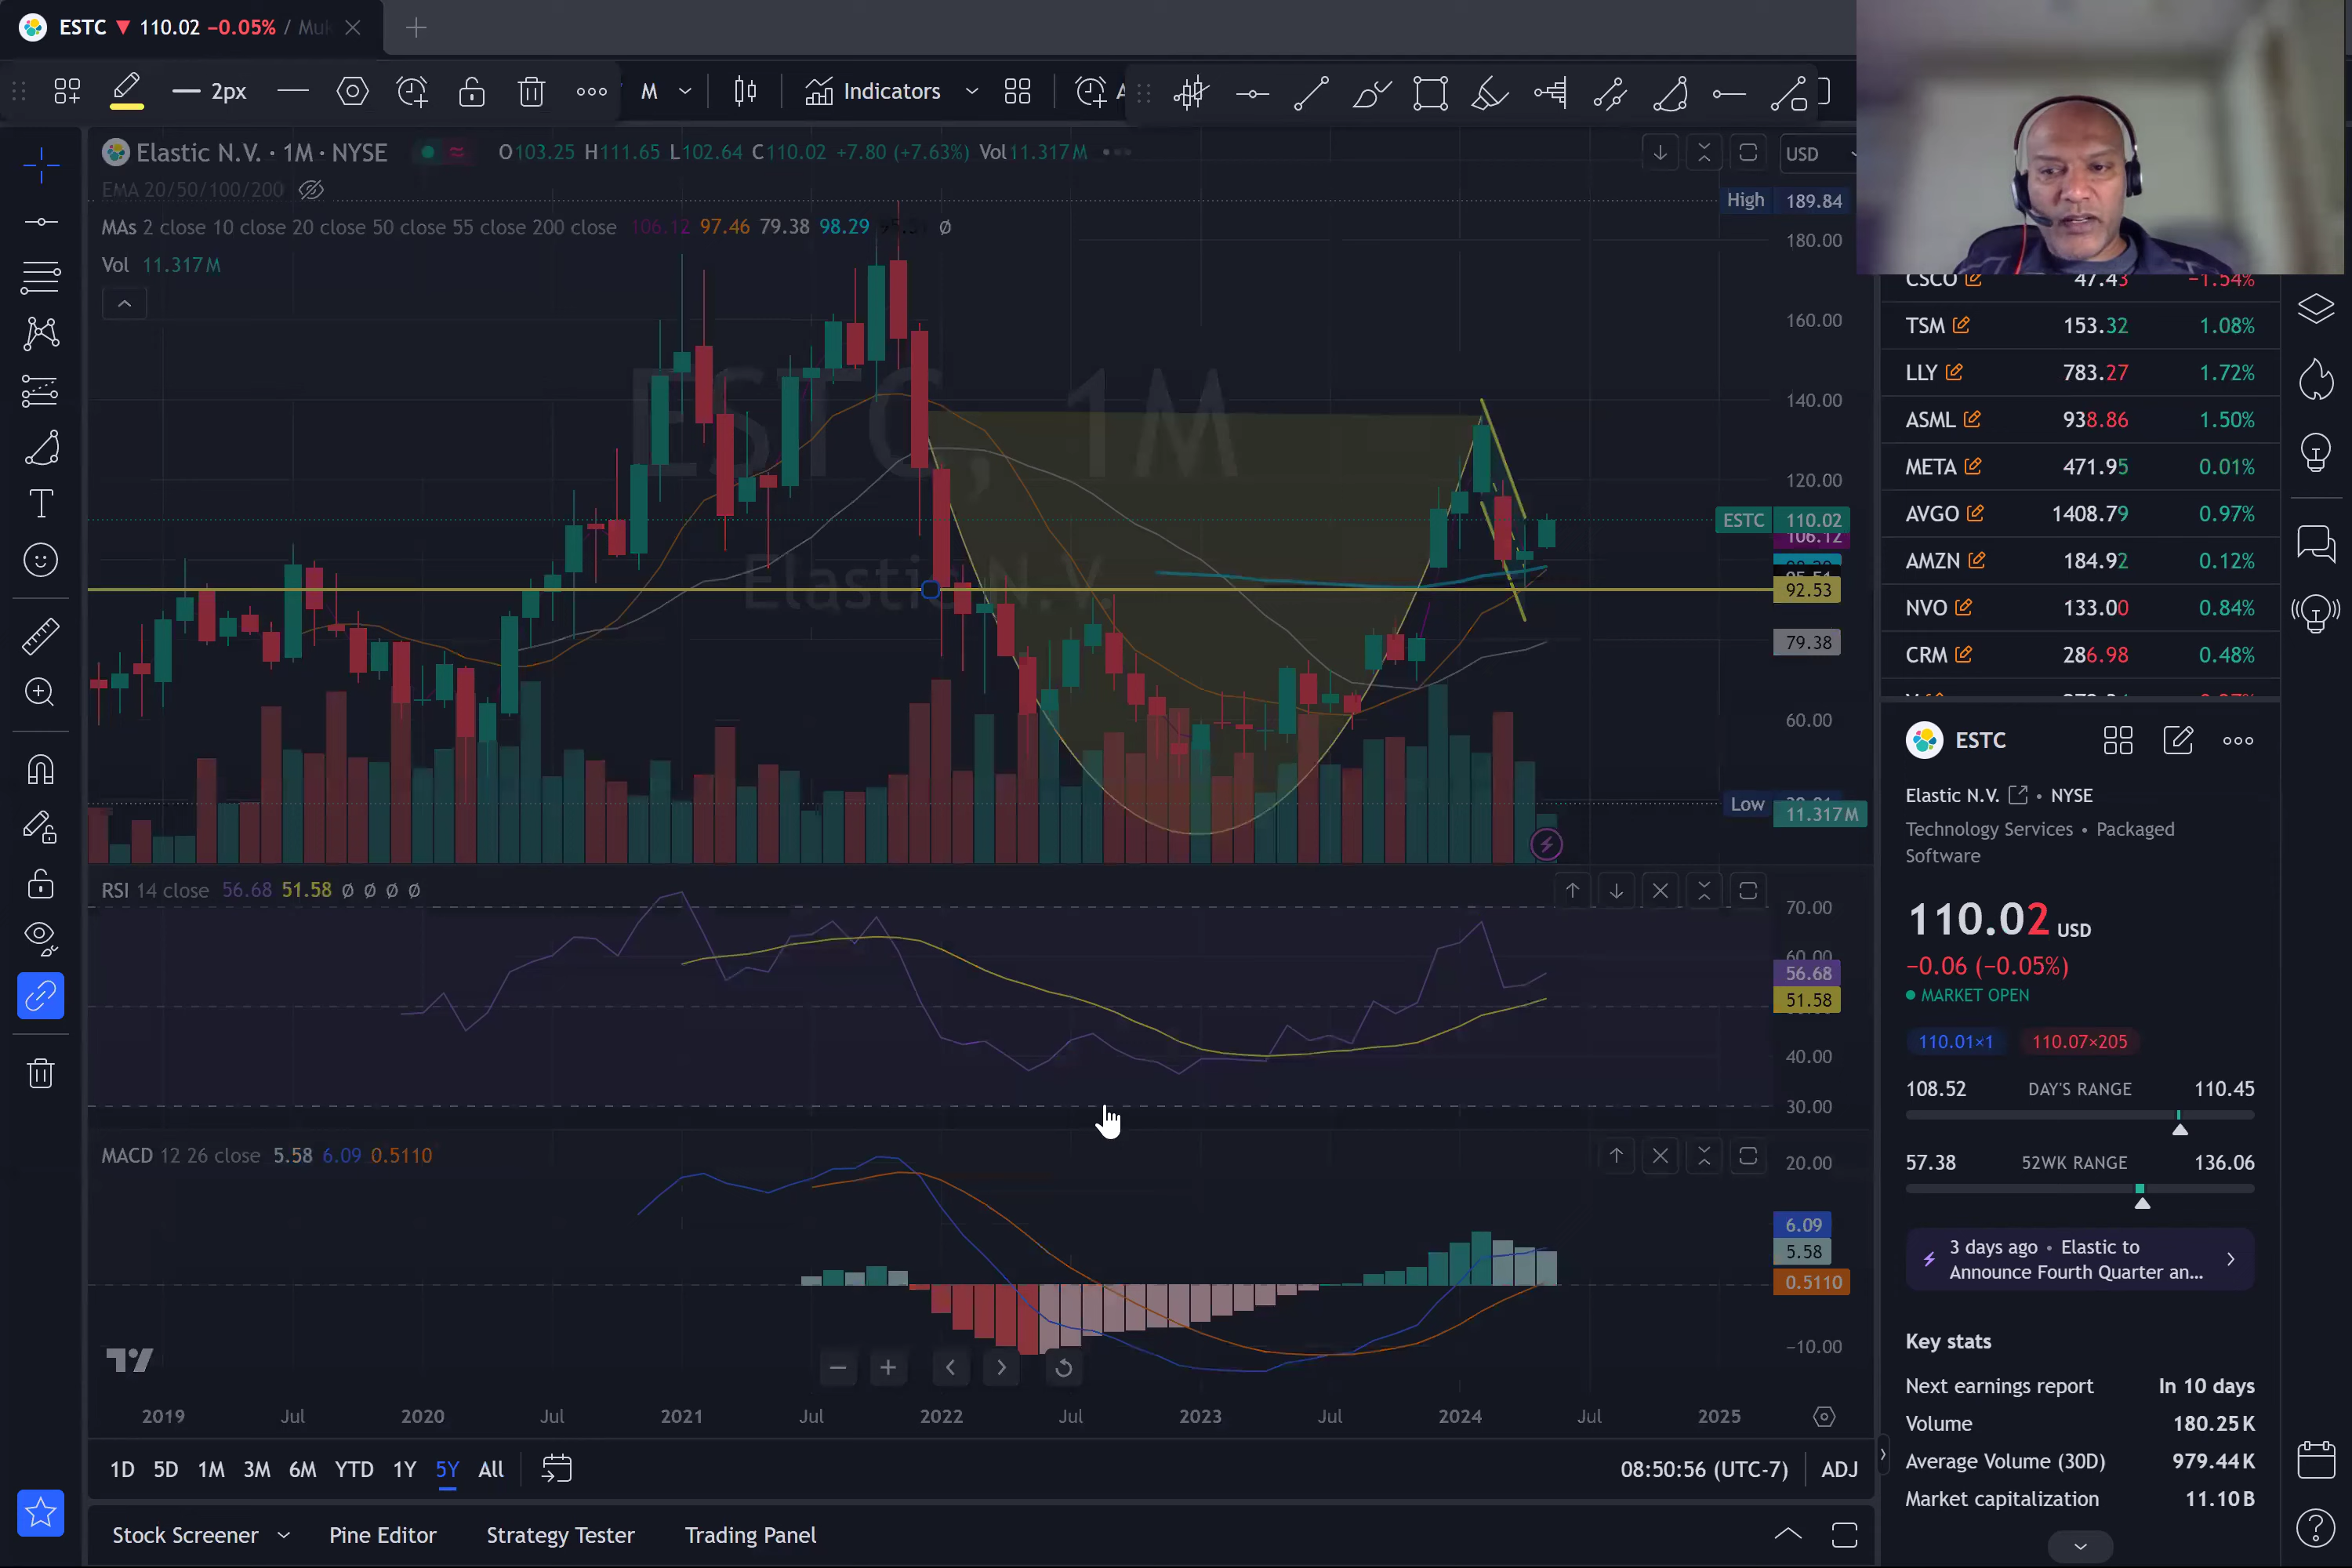 ESTC ▼ 110.02 −0.05% / Muk
2px
M
Indicators
Elastic N.V. · 1M · NYSE
O103.25 H111.65 L102.64 C110.02 +7.80 (+7.63%) Vol11.317M
USD
EMA 20/50/100/200
MAs 2 close 10 close 20 close 50 close 55 close 200 close 106.12 97.46 79.38 98.29 ø
Vol 11.317M
ESTC, 1M
Elastic N.V.
High 189.84
180.00
160.00
140.00
120.00
ESTC 110.02
106.12
92.53
79.38
60.00
Low
11.317M
RSI 14 close 56.68 51.58 ø ø ø ø
70.00
60.00
56.68
51.58
40.00
30.00
MACD 12 26 close 5.58 6.09 0.5110
20.00
6.09
5.58
0.5110
−10.00
2019 Jul 2020 Jul 2021 Jul 2022 Jul 2023 Jul 2024 Jul 2025
1D 5D 1M 3M 6M YTD 1Y 5Y All
08:50:56 (UTC-7) ADJ
Stock Screener Pine Editor Strategy Tester Trading Panel
CSCO 47.43 −1.54%
TSM 153.32 1.08%
LLY 783.27 1.72%
ASML 938.86 1.50%
META 471.95 0.01%
AVGO 1408.79 0.97%
AMZN 184.92 0.12%
NVO 133.00 0.84%
CRM 286.98 0.48%
ESTC
Elastic N.V. • NYSE
Technology Services • Packaged
Software
110.02 USD
−0.06 (−0.05%)
MARKET OPEN
110.01×1 110.07×205
108.52 DAY'S RANGE 110.45
57.38 52WK RANGE 136.06
3 days ago • Elastic to
Announce Fourth Quarter an...
Key stats
Next earnings report In 10 days
Volume 180.25K
Average Volume (30D) 979.44K
Market capitalization 11.10B